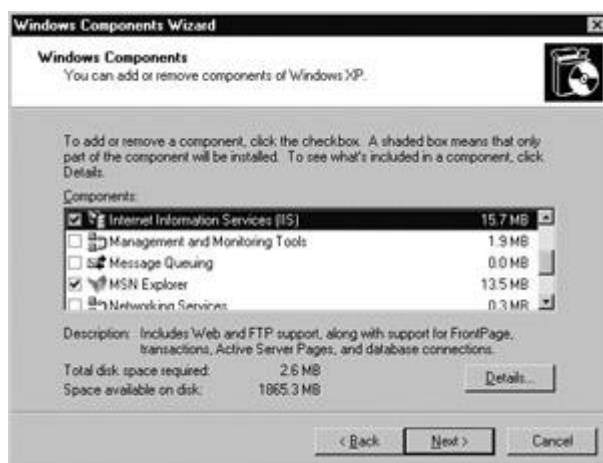 Windows Components Wizard
Windows Components
You can add or remove components of Windows XP.
To add or remove a component, click the checkbox. A shaded box means that only
part of the component will be installed. To see what's included in a component, click
Details.
Components:
Internet Information Services (IIS) 15.7 MB
Management and Monitoring Tools 1.9 MB
Message Queuing 0.0 MB
MSN Explorer 13.5 MB
Networking Services 0.3 MB
Description: Includes Web and FTP support, along with support for FrontPage,
transactions, Active Server Pages, and database connections.
Total disk space required: 2.6 MB
Space available on disk: 1865.3 MB
Details...
< Back Next > Cancel